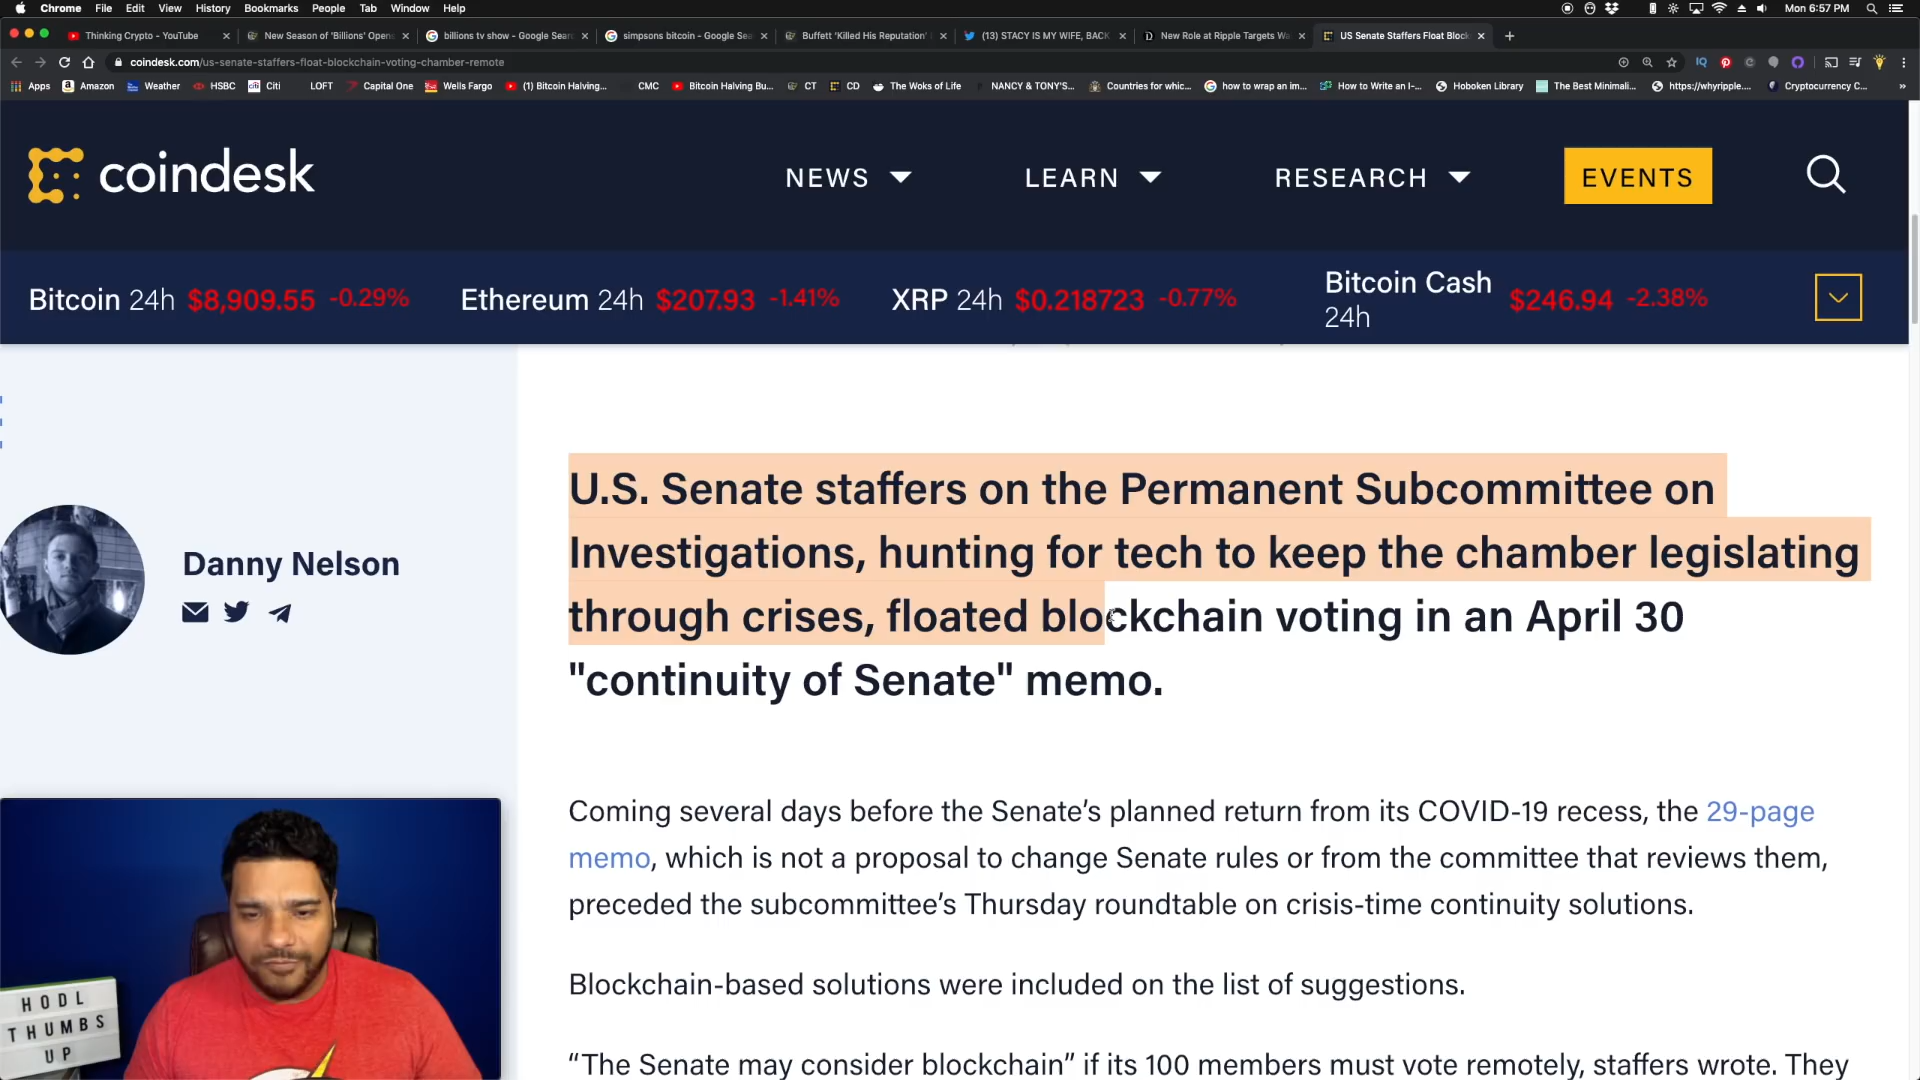 Chrome File Edit View History Bookmarks People Tab Window Help Mon 6:57 PM
Thinking Crypto - YouTube New Season of 'Billions' Opens billions tv show - Google Sear simpsons bitcoin - Google Sea Buffett 'Killed His Reputation' (13) STACY IS MY WIFE, BACK New Role at Ripple Targets Wa US Senate Staffers Float Block
coindesk.com/us-senate-staffers-float-blockchain-voting-chamber-remote
Apps Amazon Weather HSBC Citi LOFT Capital One Wells Fargo (1) Bitcoin Halving... CMC Bitcoin Halving Bu... CT CD The Woks of Life NANCY & TONY'S... Countries for whic... how to wrap an im... How to Write an I-... Hoboken Library The Best Minimali... https://whyripple.... Cryptocurrency C...
coindesk NEWS LEARN RESEARCH EVENTS
Bitcoin 24h $8,909.55 -0.29% Ethereum 24h $207.93 -1.41% XRP 24h $0.218723 -0.77% Bitcoin Cash 24h $246.94 -2.38%
U.S. Senate staffers on the Permanent Subcommittee on
Investigations, hunting for tech to keep the chamber legislating
through crises, floated blockchain voting in an April 30
"continuity of Senate" memo.
Danny Nelson
Coming several days before the Senate's planned return from its COVID-19 recess, the 29-page
memo, which is not a proposal to change Senate rules or from the committee that reviews them,
preceded the subcommittee's Thursday roundtable on crisis-time continuity solutions.
Blockchain-based solutions were included on the list of suggestions.
"The Senate may consider blockchain" if its 100 members must vote remotely, staffers wrote. They
HODL
THUMBS
UP